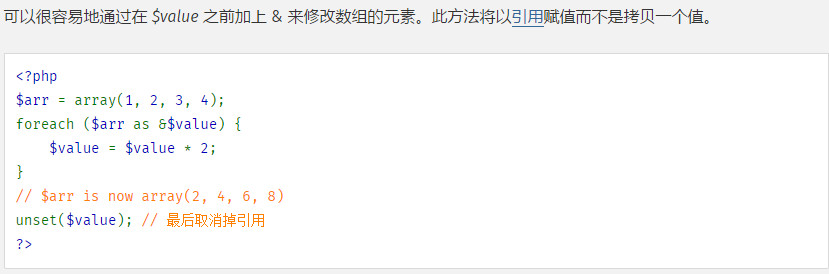 可以很容易地通过在 $value 之前加上 & 来修改数组的元素。此方法将以引用赋值而不是拷贝一个值。
<?php
$arr = array(1, 2, 3, 4);
foreach ($arr as &$value) {
    $value = $value * 2;
}
// $arr is now array(2, 4, 6, 8)
unset($value); // 最后取消掉引用
?>